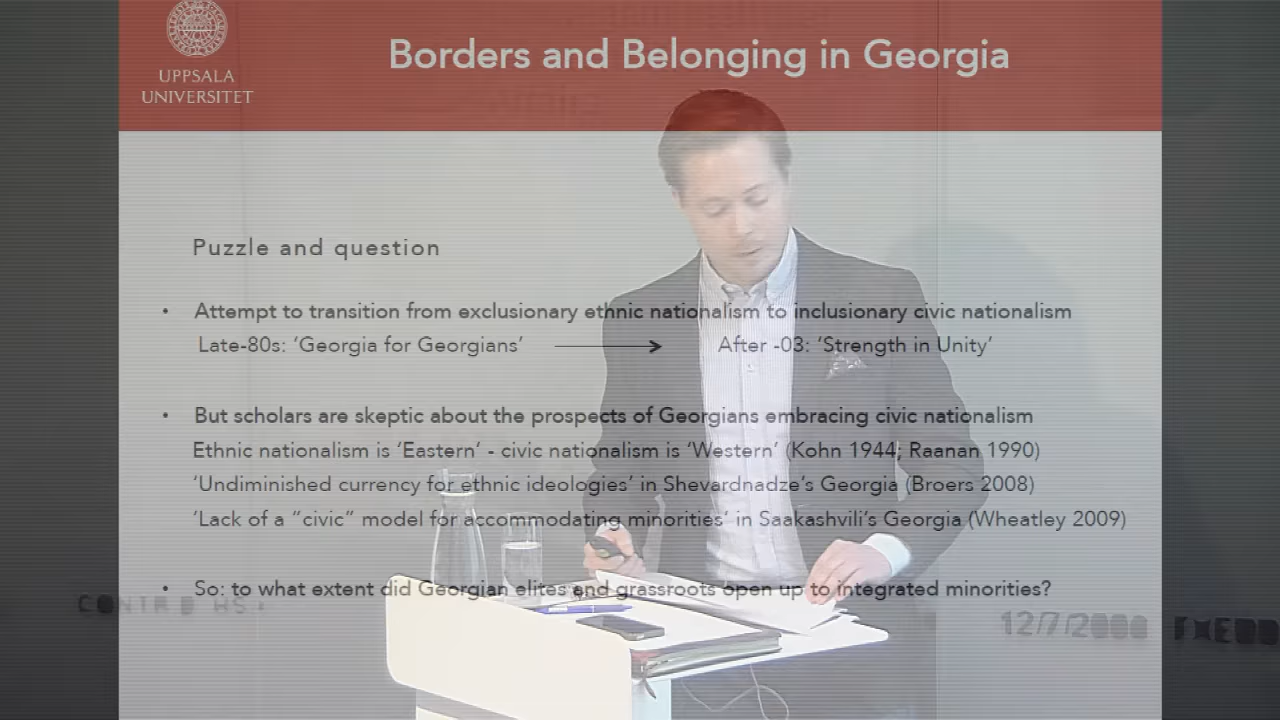 UPPSALA
UNIVERSITET
Borders and Belonging in Georgia
Puzzle and question
• Attempt to transition from exclusionary ethnic nationalism to inclusionary civic nationalism
Late-80s: ‘Georgia for Georgians’ → After -03: ‘Strength in Unity’
• But scholars are skeptic about the prospects of Georgians embracing civic nationalism
Ethnic nationalism is ‘Eastern’ - civic nationalism is ‘Western’ (Kohn 1944; Raanan 1990)
‘Undiminished currency for ethnic ideologies’ in Shevardnadze’s Georgia (Broers 2008)
‘Lack of a “civic” model for accommodating minorities’ in Saakashvili’s Georgia (Wheatley 2009)
• So: to what extent did Georgian elites and grassroots open up to integrated minorities?